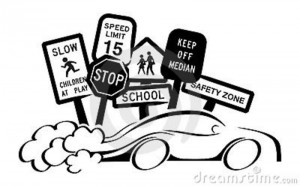 SLOW
CHILDREN
AT PLAY
SPEED
LIMIT
15
STOP
SCHOOL
KEEP
OFF
MEDIAN
SAFETY ZONE
dreamstime.com